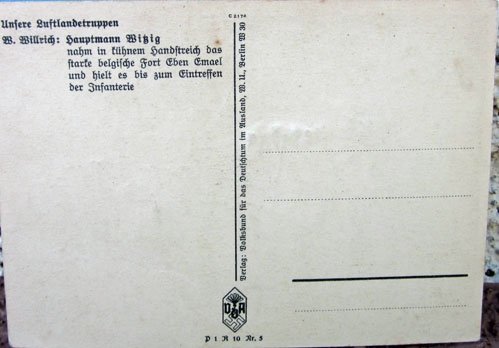 Unsere Luftlandetruppen
W. Willrich: Hauptmann Witzig
nahm in kühnem Handstreich das
starke belgische Fort Eben Emael
und hielt es bis zum Eintreffen
der Infanterie
C 2174
Verlag: Volksbund für das Deutschtum im Ausland, W. U., Berlin W 30
VDA
P 1 R 10 Nr. 5